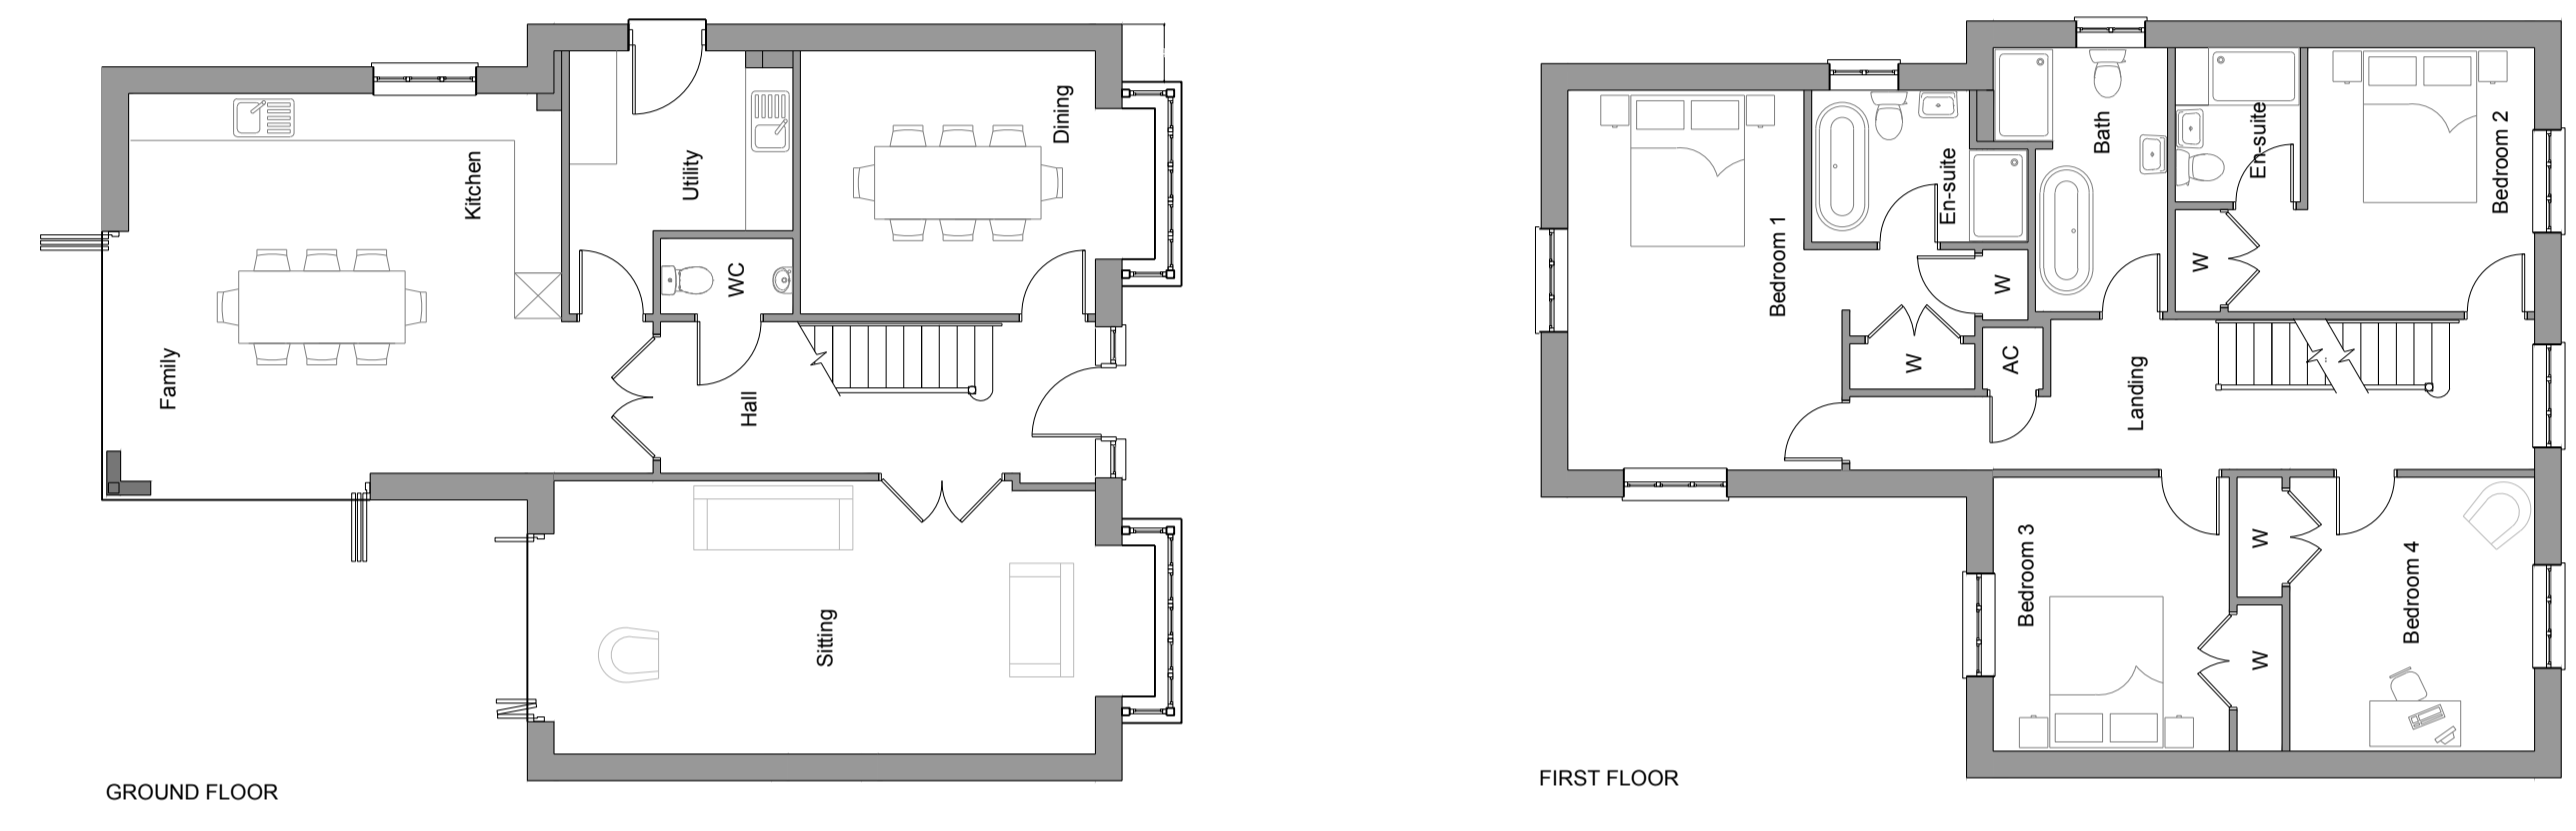 Kitchen
Utility
Dining
WC
Family
Hall
Sitting
GROUND FLOOR
Bedroom 1
En-suite
Bath
En-suite
Bedroom 2
W
W
W
AC
Landing
Bedroom 3
W
W
Bedroom 4
FIRST FLOOR